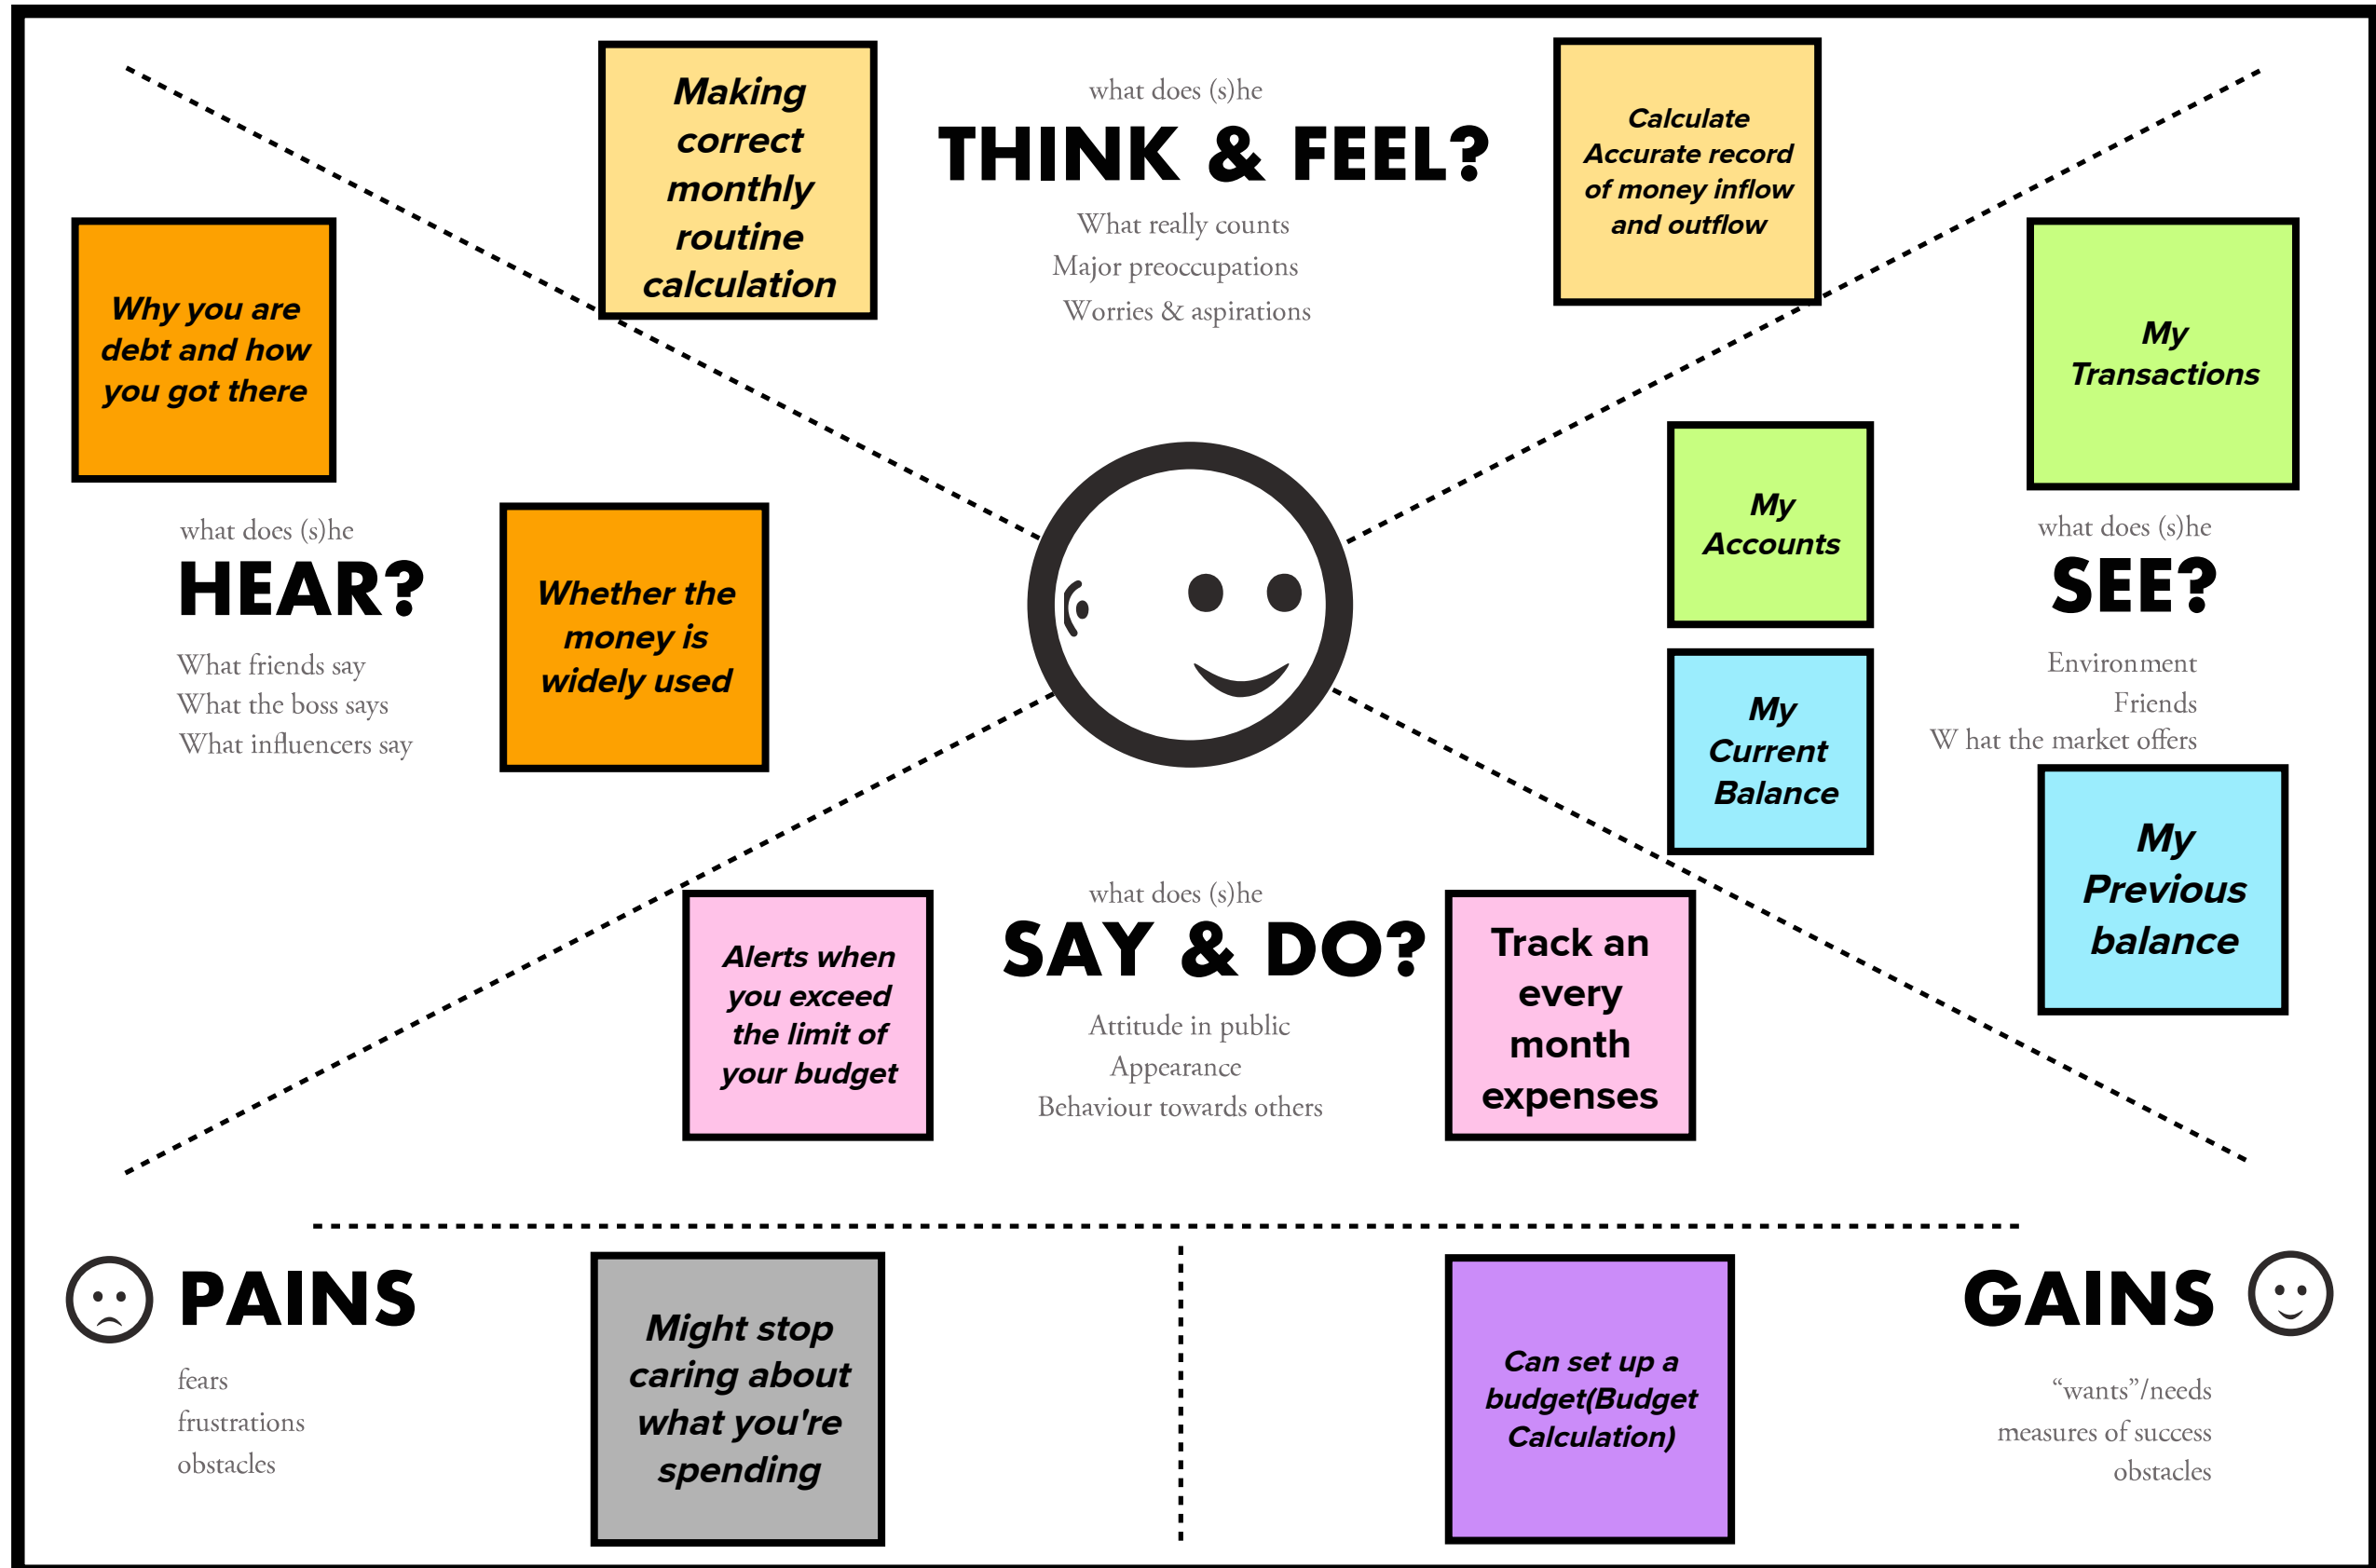 what does (s)he
THINK & FEEL?
What really counts
Major preoccupations
Worries & aspirations
Making
correct
monthly
routine
calculation
Calculate
Accurate record
of money inflow
and outflow
Why you are
debt and how
you got there
what does (s)he
HEAR?
What friends say
What the boss says
What influencers say
Whether the
money is
widely used
My
Transactions
My
Accounts
what does (s)he
SEE?
Environment
Friends
W hat the market offers
My
Current
Balance
My
Previous
balance
what does (s)he
SAY & DO?
Attitude in public
Appearance
Behaviour towards others
Alerts when
you exceed
the limit of
your budget
Track an
every
month
expenses
PAINS
fears
frustrations
obstacles
Might stop
caring about
what you're
spending
Can set up a
budget(Budget
Calculation)
GAINS
“wants”/needs
measures of success
obstacles